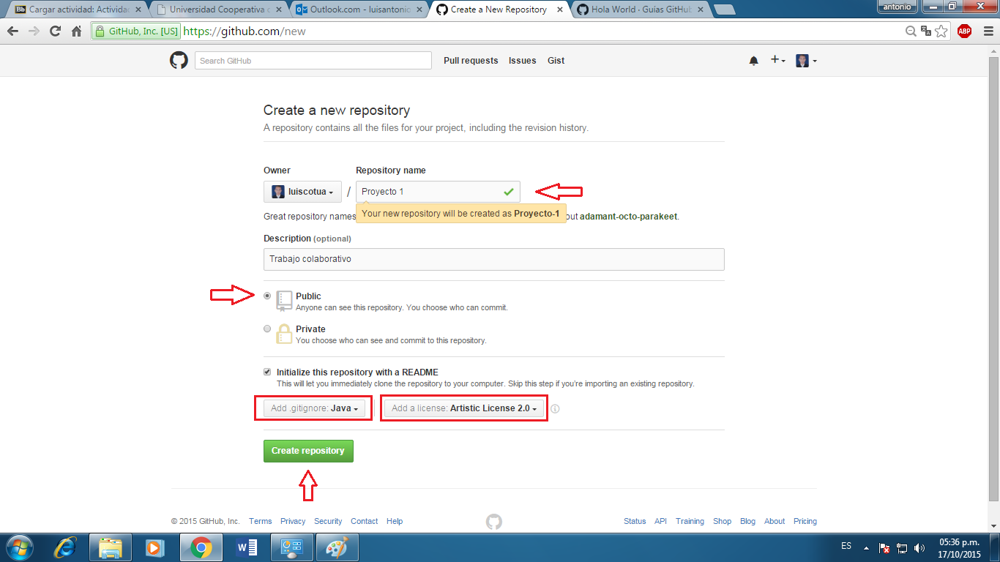 Bb Cargar actividad: Actividad
Universidad Cooperativa d
Outlook.com - luisantonio
Create a New Repository
Hola World · Guías GitHub
antonio
GitHub, Inc. [US] https://github.com/new
ABP
Search GitHub
Pull requests Issues Gist
Create a new repository
A repository contains all the files for your project, including the revision history.
Owner Repository name
luiscotua / Proyecto 1
Your new repository will be created as Proyecto-1
Great repository names out adamant-octo-parakeet.
Description (optional)
Trabajo colaborativo
Public
Anyone can see this repository. You choose who can commit.
Private
You choose who can see and commit to this repository.
Initialize this repository with a README
This will let you immediately clone the repository to your computer. Skip this step if you're importing an existing repository.
Add .gitignore: Java Add a license: Artistic License 2.0
Create repository
© 2015 GitHub, Inc. Terms Privacy Security Contact Help Status API Training Shop Blog About Pricing
ES
05:36 p.m.
17/10/2015